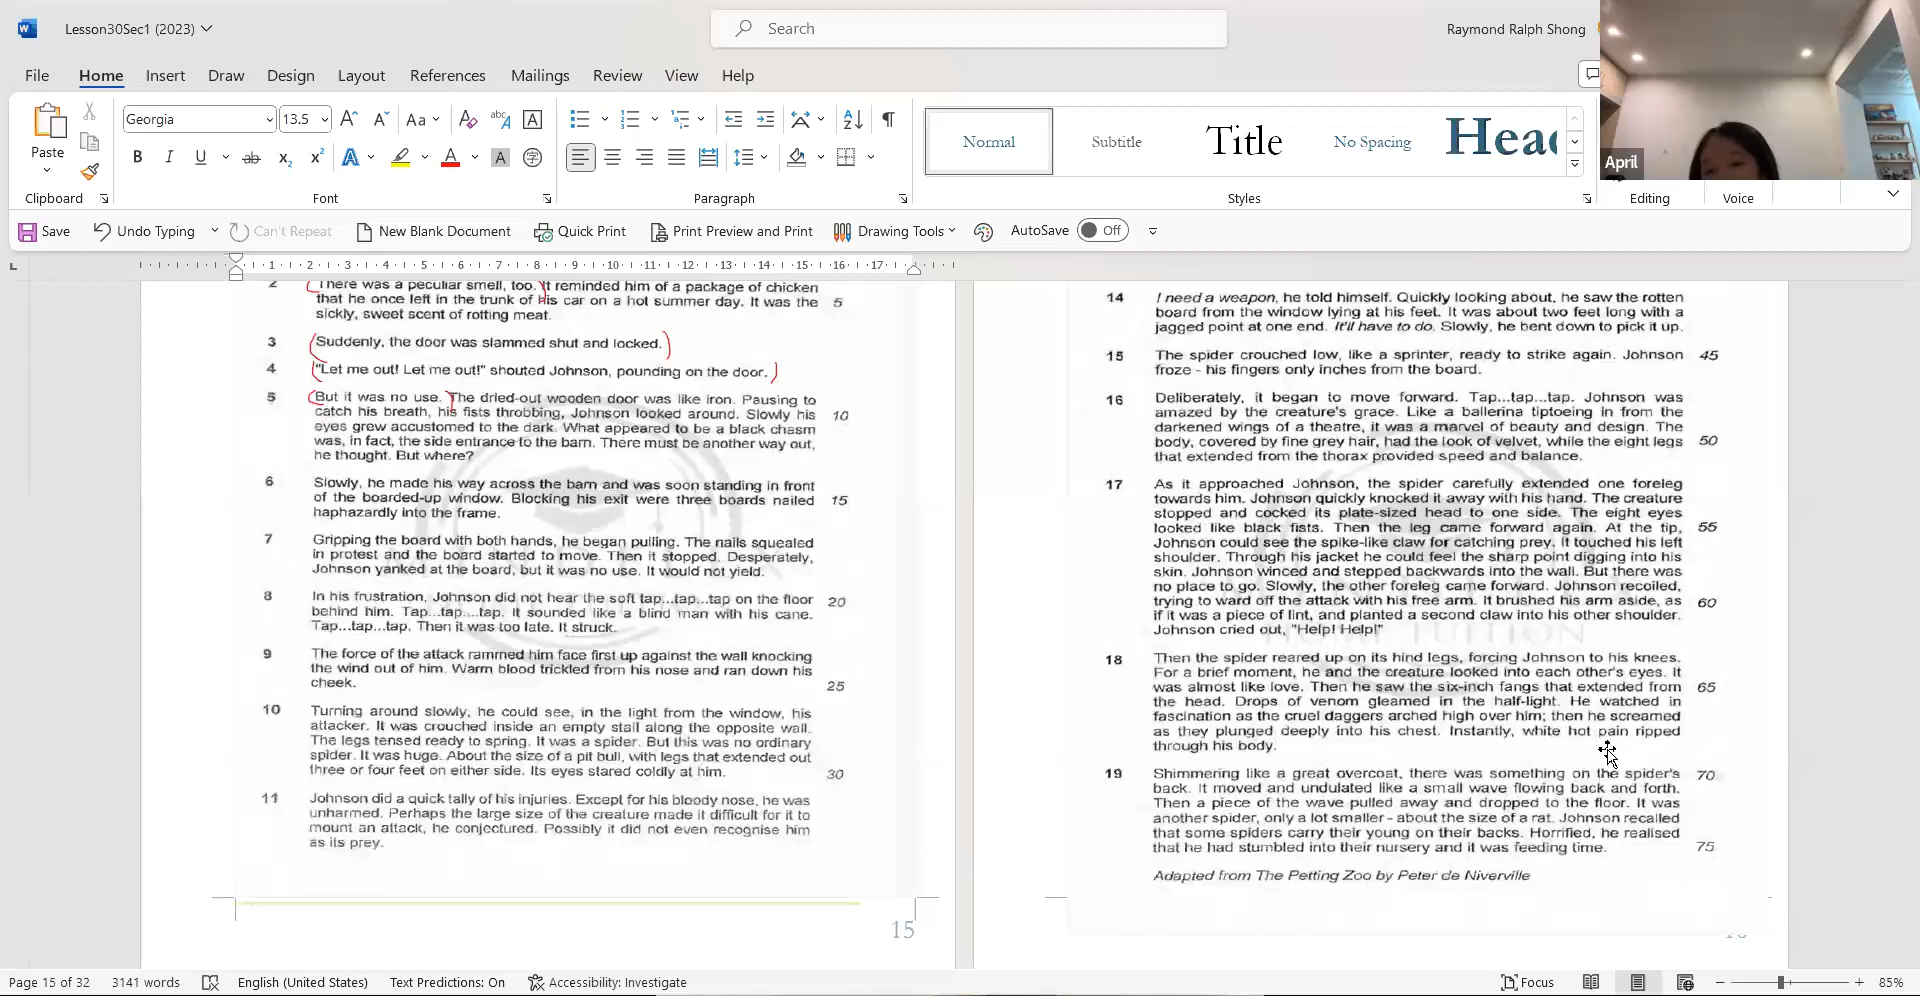 Lesson30Sec1 (2023)
Search
Raymond Ralph Shong
File Home Insert Draw Design Layout References Mailings Review View Help
Paste
Georgia 13.5
Normal Subtitle Title No Spacing Head
April
Clipboard Font Paragraph Styles Editing Voice
Save Undo Typing Can't Repeat New Blank Document Quick Print Print Preview and Print Drawing Tools AutoSave Off
1 2 3 4 5 6 7 8 9 10 11 12 13 14 15 16 17
2 There was a peculiar smell, too. It reminded him of a package of chicken
that he once left in the trunk of his car on a hot summer day. It was the 5
sickly, sweet scent of rotting meat.
3 Suddenly, the door was slammed shut and locked.
4 "Let me out! Let me out!" shouted Johnson, pounding on the door.
5 But it was no use. The dried-out wooden door was like iron. Pausing to
catch his breath, his fists throbbing, Johnson looked around. Slowly his 10
eyes grew accustomed to the dark. What appeared to be a black chasm
was, in fact, the side entrance to the barn. There must be another way out,
he thought. But where?
6 Slowly, he made his way across the barn and was soon standing in front
of the boarded-up window. Blocking his exit were three boards nailed 15
haphazardly into the frame.
7 Gripping the board with both hands, he began pulling. The nails squealed
in protest and the board started to move. Then it stopped. Desperately,
Johnson yanked at the board, but it was no use. It would not yield.
8 In his frustration, Johnson did not hear the soft tap...tap...tap on the floor 20
behind him. Tap...tap....tap. It sounded like a blind man with his cane.
Tap...tap...tap. Then it was too late. It struck.
9 The force of the attack rammed him face first up against the wall knocking
the wind out of him. Warm blood trickled from his nose and ran down his
cheek. 25
10 Turning around slowly, he could see, in the light from the window, his
attacker. It was crouched inside an empty stall along the opposite wall.
The legs tensed ready to spring. It was a spider. But this was no ordinary
spider. It was huge. About the size of a pit bull, with legs that extended out
three or four feet on either side. Its eyes stared coldly at him. 30
11 Johnson did a quick tally of his injuries. Except for his bloody nose, he was
unharmed. Perhaps the large size of the creature made it difficult for it to
mount an attack, he conjectured. Possibly it did not even recognise him
as its prey.
15
14 I need a weapon, he told himself. Quickly looking about, he saw the rotten
board from the window lying at his feet. It was about two feet long with a
jagged point at one end. It'll have to do. Slowly, he bent down to pick it up.
15 The spider crouched low, like a sprinter, ready to strike again. Johnson 45
froze - his fingers only inches from the board.
16 Deliberately, it began to move forward. Tap...tap...tap. Johnson was
amazed by the creature's grace. Like a ballerina tiptoeing in from the
darkened wings of a theatre, it was a marvel of beauty and design. The
body, covered by fine grey hair, had the look of velvet, while the eight legs 50
that extended from the thorax provided speed and balance.
17 As it approached Johnson, the spider carefully extended one foreleg
towards him. Johnson quickly knocked it away with his hand. The creature
stopped and cocked its plate-sized head to one side. The eight eyes
looked like black fists. Then the leg came forward again. At the tip, 55
Johnson could see the spike-like claw for catching prey. It touched his left
shoulder. Through his jacket he could feel the sharp point digging into his
skin. Johnson winced and stepped backwards into the wall. But there was
no place to go. Slowly, the other foreleg came forward. Johnson recoiled,
trying to ward off the attack with his free arm. It brushed his arm aside, as 60
if it was a piece of lint, and planted a second claw into his other shoulder.
Johnson cried out, "Help! Help!"
HOME TUITION
18 Then the spider reared up on its hind legs, forcing Johnson to his knees.
For a brief moment, he and the creature looked into each other's eyes. It
was almost like love. Then he saw the six-inch fangs that extended from 65
the head. Drops of venom gleamed in the half-light. He watched in
fascination as the cruel daggers arched high over him; then he screamed
as they plunged deeply into his chest. Instantly, white hot pain ripped
through his body.
19 Shimmering like a great overcoat, there was something on the spider's 70
back. It moved and undulated like a small wave flowing back and forth.
Then a piece of the wave pulled away and dropped to the floor. It was
another spider, only a lot smaller - about the size of a rat. Johnson recalled
that some spiders carry their young on their backs. Horrified, he realised
that he had stumbled into their nursery and it was feeding time. 75
Adapted from The Petting Zoo by Peter de Niverville
Page 15 of 32 3141 words English (United States) Text Predictions: On Accessibility: Investigate Focus 85%